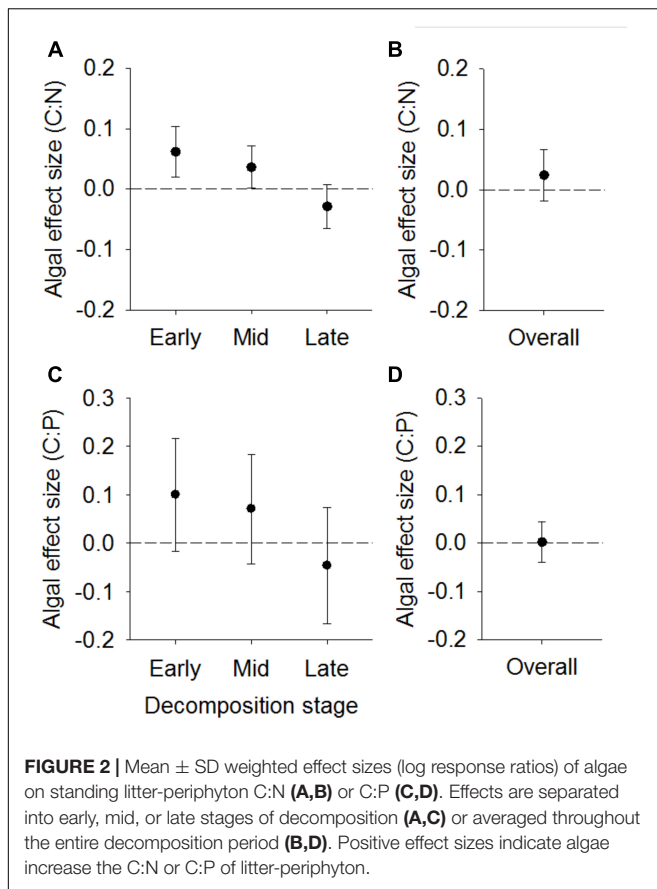 A
B
0.2
0.1
0.0
-0.1
-0.2
Algal effect size (C:N)
Early Mid Late
0.2
0.1
0.0
-0.1
-0.2
Algal effect size (C:N)
Overall
C
D
0.3
0.2
0.1
0.0
-0.1
-0.2
Algal effect size (C:P)
Early Mid Late
Decomposition stage
0.3
0.2
0.1
0.0
-0.1
-0.2
Algal effect size (C:P)
Overall
FIGURE 2 | Mean ± SD weighted effect sizes (log response ratios) of algae
on standing litter-periphyton C:N (A,B) or C:P (C,D). Effects are separated
into early, mid, or late stages of decomposition (A,C) or averaged throughout
the entire decomposition period (B,D). Positive effect sizes indicate algae
increase the C:N or C:P of litter-periphyton.